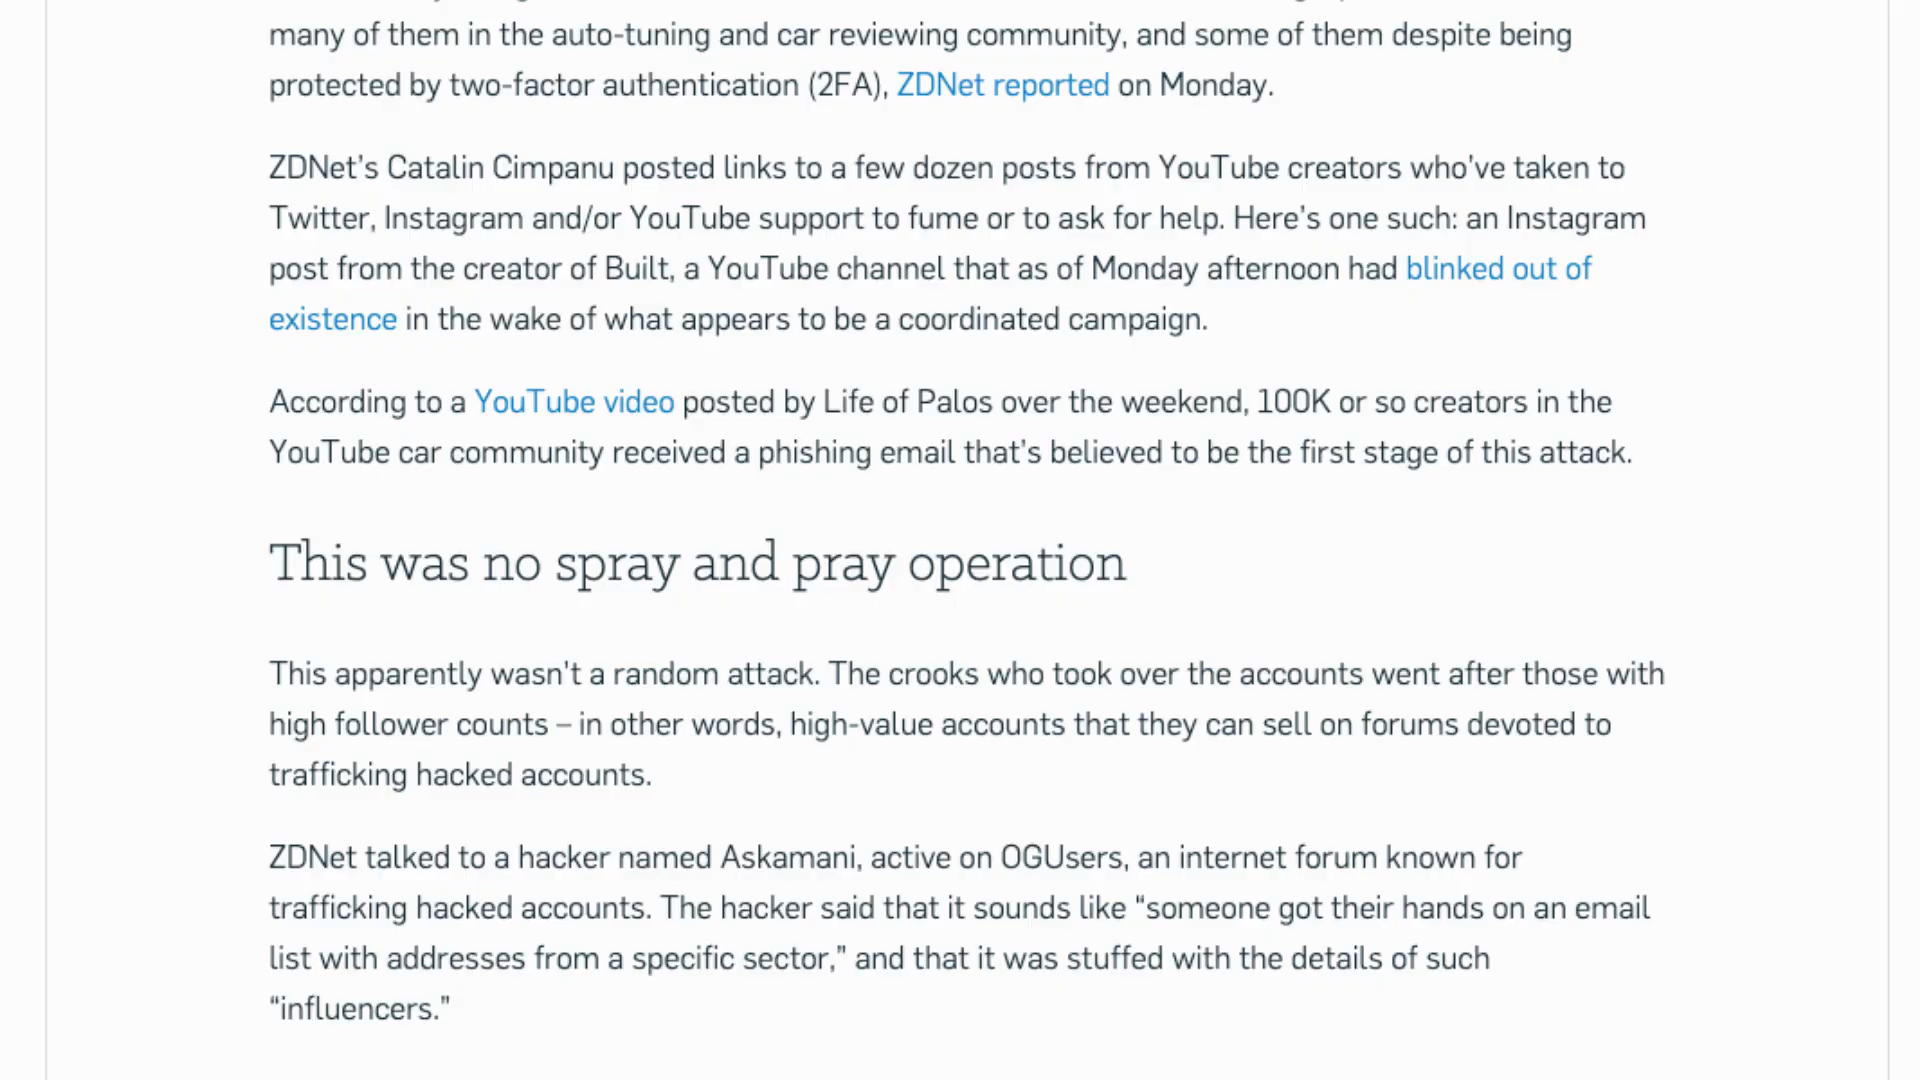 many of them in the auto-tuning and car reviewing community, and some of them despite being
protected by two-factor authentication (2FA), ZDNet reported on Monday.
ZDNet's Catalin Cimpanu posted links to a few dozen posts from YouTube creators who've taken to
Twitter, Instagram and/or YouTube support to fume or to ask for help. Here's one such: an Instagram
post from the creator of Built, a YouTube channel that as of Monday afternoon had blinked out of
existence in the wake of what appears to be a coordinated campaign.
According to a YouTube video posted by Life of Palos over the weekend, 100K or so creators in the
YouTube car community received a phishing email that's believed to be the first stage of this attack.
This was no spray and pray operation
This apparently wasn't a random attack. The crooks who took over the accounts went after those with
high follower counts – in other words, high-value accounts that they can sell on forums devoted to
trafficking hacked accounts.
ZDNet talked to a hacker named Askamani, active on OGUsers, an internet forum known for
trafficking hacked accounts. The hacker said that it sounds like “someone got their hands on an email
list with addresses from a specific sector,” and that it was stuffed with the details of such
“influencers.”